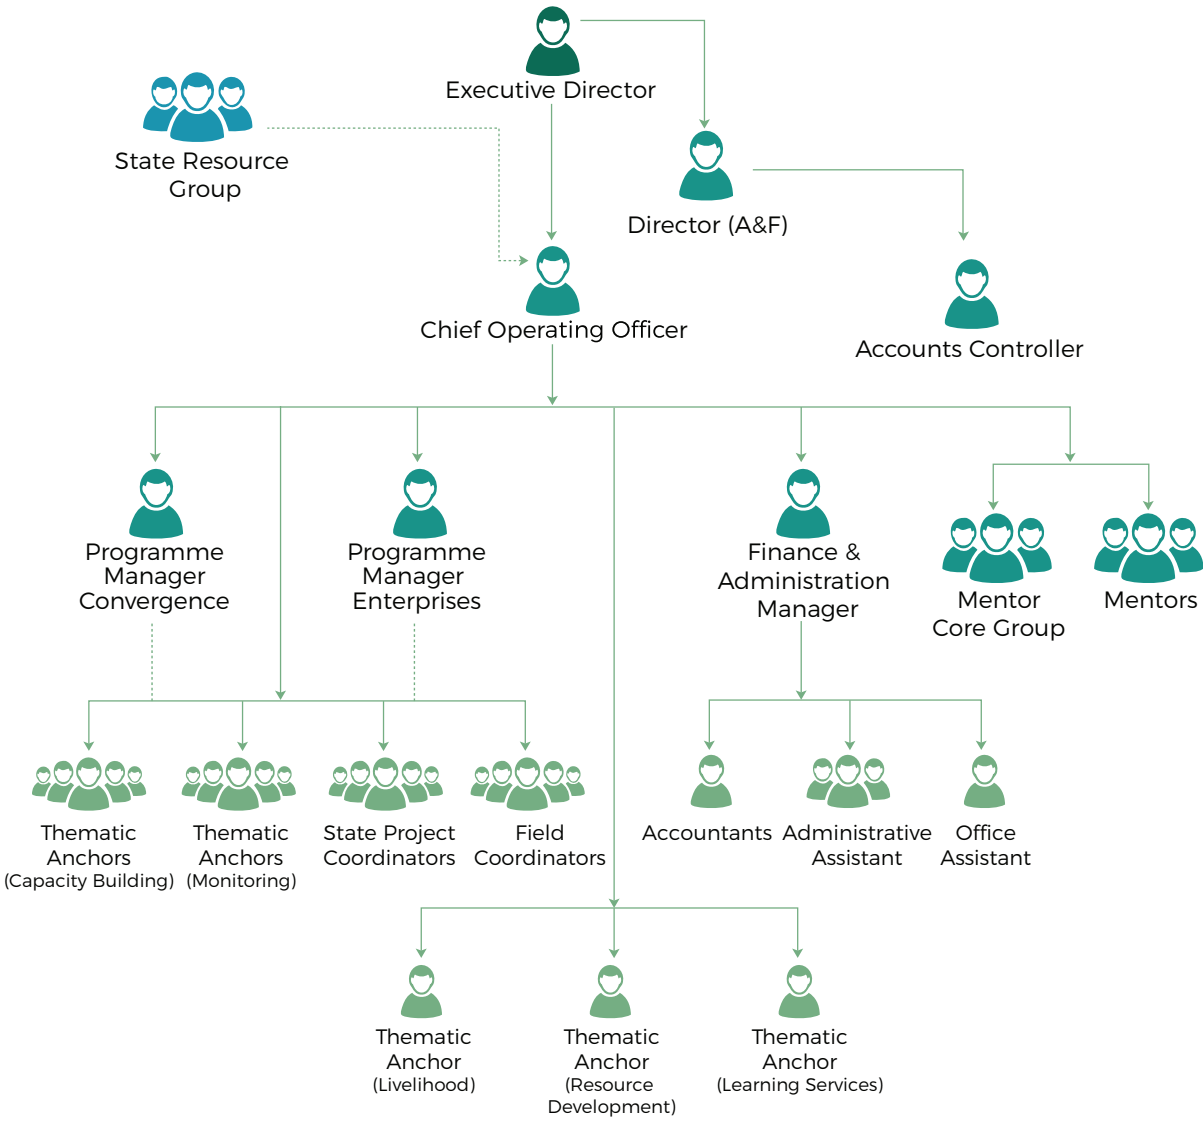 Executive Director
State Resource
Group
Director (A&F)
Chief Operating Officer
Accounts Controller
Programme
Manager
Convergence
Programme
Manager
Enterprises
Finance &
Administration
Manager
Mentor
Core Group
Mentors
Thematic
Anchors
(Capacity Building)
Thematic
Anchors
(Monitoring)
State Project
Coordinators
Field
Coordinators
Accountants
Administrative
Assistant
Office
Assistant
Thematic
Anchor
(Livelihood)
Thematic
Anchor
(Resource
Development)
Thematic
Anchor
(Learning Services)